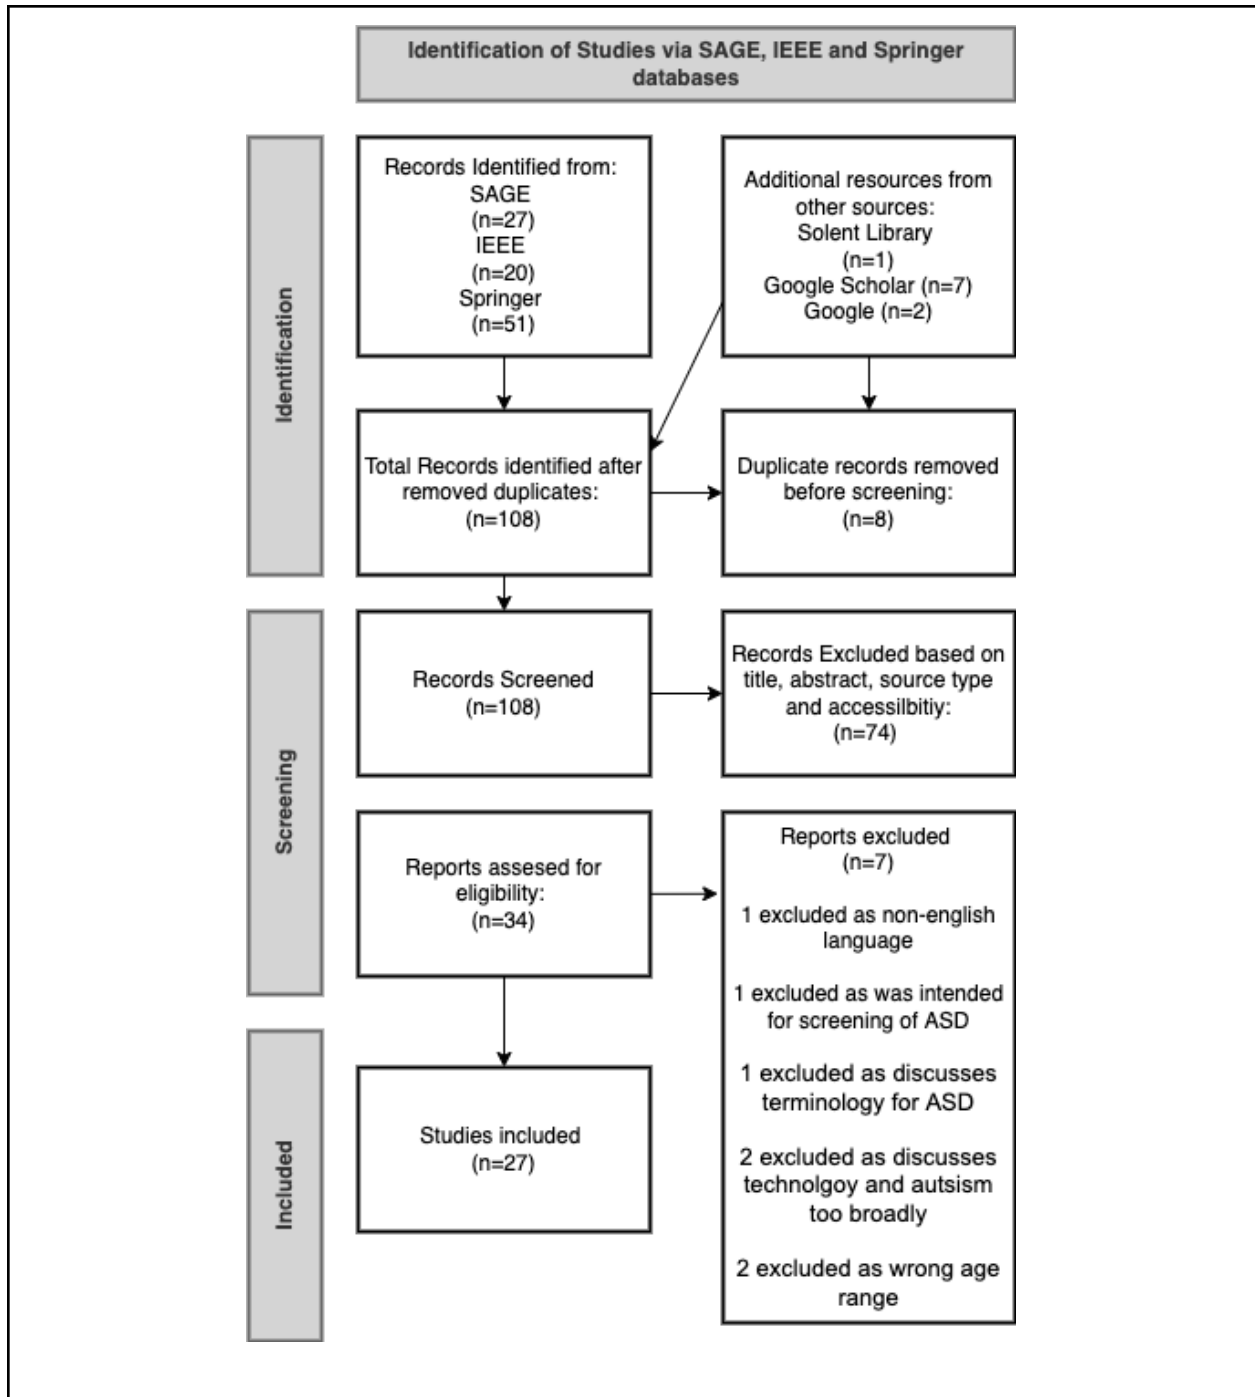 Identification of Studies via SAGE, IEEE and Springer
databases
Identification
Records Identified from:
SAGE
(n=27)
IEEE
(n=20)
Springer
(n=51)
Additional resources from
other sources:
Solent Library
(n=1)
Google Scholar (n=7)
Google (n=2)
Total Records identified after
removed duplicates:
(n=108)
Duplicate records removed
before screening:
(n=8)
Screening
Records Screened
(n=108)
Records Excluded based on
title, abstract, source type
and accessilbitiy:
(n=74)
Reports assesed for
eligibility:
(n=34)
Reports excluded
(n=7)
1 excluded as non-english
language
1 excluded as was intended
for screening of ASD
1 excluded as discusses
terminology for ASD
2 excluded as discusses
technolgoy and autsism
too broadly
2 excluded as wrong age
range
Included
Studies included
(n=27)